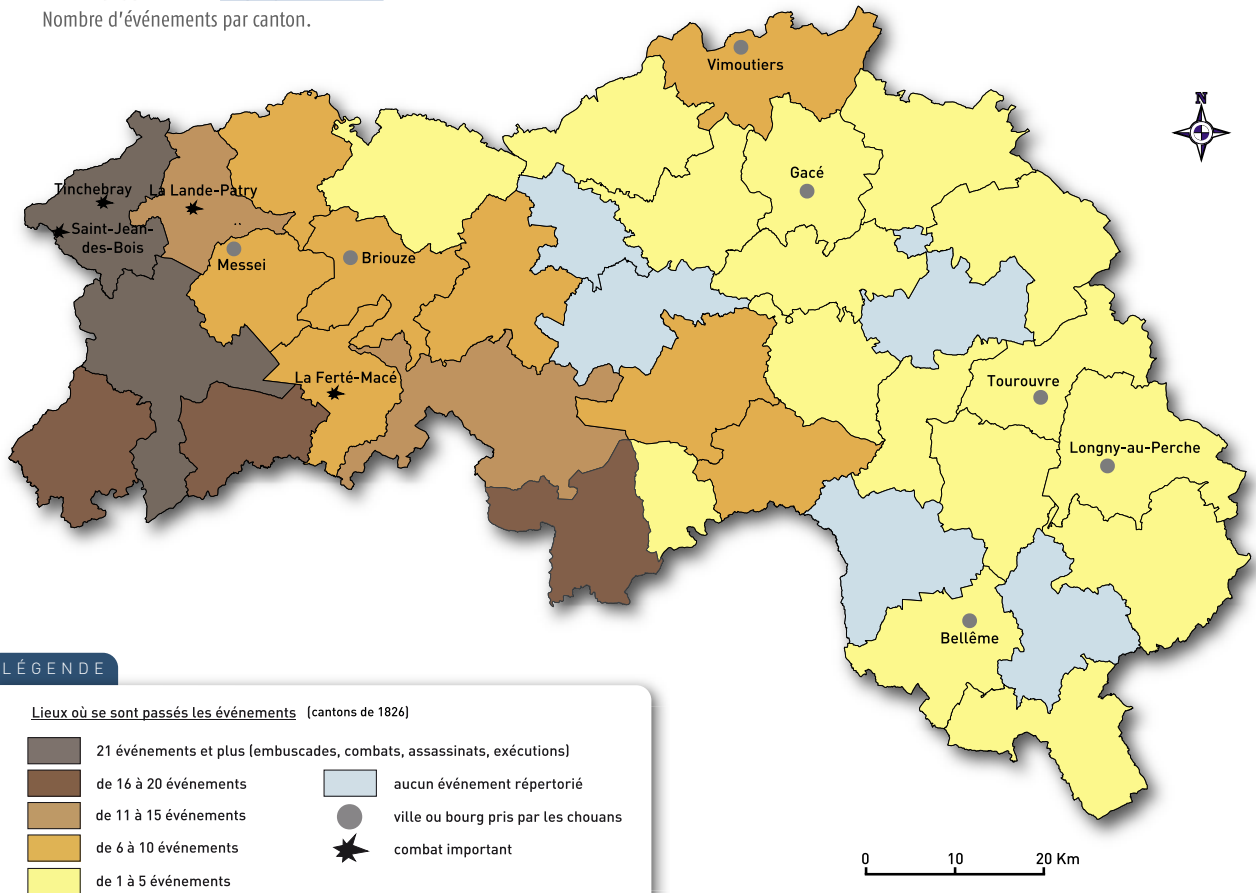 Nombre d'événements par canton.
Vimoutiers
N
Gacé
Tinchebray
La Lande-Patry
Saint-Jean-
des-Bois
Messei
Briouze
La Ferté-Macé
Tourouvre
Longny-au-Perche
Bellême
LÉGENDE
Lieux où se sont passés les événements (cantons de 1826)
21 événements et plus (embuscades, combats, assassinats, exécutions)
de 16 à 20 événements
aucun événement répertorié
de 11 à 15 événements
ville ou bourg pris par les chouans
de 6 à 10 événements
combat important
de 1 à 5 événements
0 10 20 Km